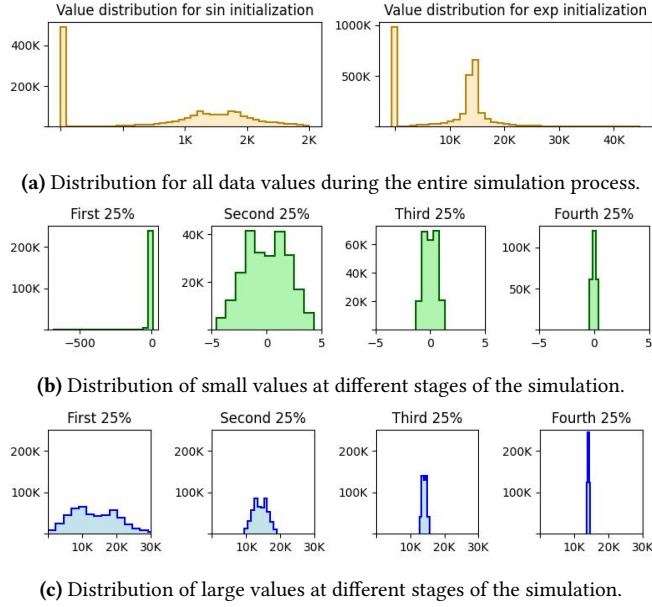 Value distribution for sin initialization
Value distribution for exp initialization
400K
200K
1K
2K
1000K
500K
10K
20K
30K
40K
(a) Distribution for all data values during the entire simulation process.
First 25%
Second 25%
Third 25%
Fourth 25%
200K
100K
-500
0
40K
20K
−5
0
5
60K
40K
20K
−5
0
5
100K
50K
−5
0
5
(b) Distribution of small values at different stages of the simulation.
First 25%
Second 25%
Third 25%
Fourth 25%
200K
100K
10K
20K
30K
200K
100K
10K
20K
30K
200K
100K
10K
20K
30K
200K
100K
10K
20K
30K
(c) Distribution of large values at different stages of the simulation.